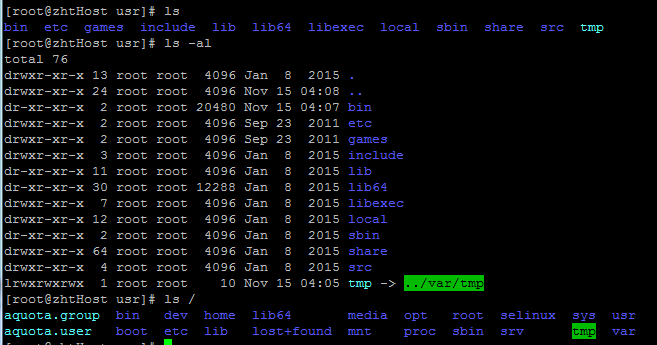 [root@zhtHost usr]# ls
bin etc games include lib lib64 libexec local sbin share src tmp
[root@zhtHost usr]# ls -al
total 76
drwxr-xr-x 13 root root 4096 Jan 8 2015 .
drwxr-xr-x 24 root root 4096 Nov 15 04:08 ..
dr-xr-xr-x 2 root root 20480 Nov 15 04:07 bin
drwxr-xr-x 2 root root 4096 Sep 23 2011 etc
drwxr-xr-x 2 root root 4096 Sep 23 2011 games
drwxr-xr-x 3 root root 4096 Jan 8 2015 include
dr-xr-xr-x 11 root root 4096 Jan 8 2015 lib
dr-xr-xr-x 30 root root 12288 Jan 8 2015 lib64
drwxr-xr-x 7 root root 4096 Jan 8 2015 libexec
drwxr-xr-x 12 root root 4096 Jan 8 2015 local
dr-xr-xr-x 2 root root 4096 Jan 8 2015 sbin
drwxr-xr-x 64 root root 4096 Jan 8 2015 share
drwxr-xr-x 4 root root 4096 Jan 8 2015 src
lrwxrwxrwx 1 root root 10 Nov 15 04:05 tmp -> ../var/tmp
[root@zhtHost usr]# ls /
aquota.group bin dev home lib64 media opt root selinux sys usr
aquota.user boot etc lib lost+found mnt proc sbin srv tmp var
[root@zhtHost usr]#